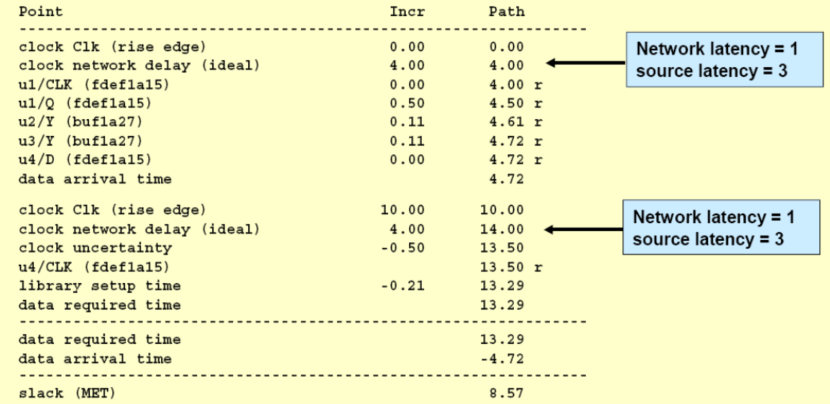 Point Incr Path
---------------------------------------------------------------
clock Clk (rise edge) 0.00 0.00
clock network delay (ideal) 4.00 4.00
u1/CLK (fdef1a15) 0.00 4.00 r
u1/Q (fdef1a15) 0.50 4.50 r
u2/Y (buf1a27) 0.11 4.61 r
u3/Y (buf1a27) 0.11 4.72 r
u4/D (fdef1a15) 0.00 4.72 r
data arrival time 4.72
Network latency = 1
source latency = 3
clock Clk (rise edge) 10.00 10.00
clock network delay (ideal) 4.00 14.00
clock uncertainty -0.50 13.50
u4/CLK (fdef1a15) 13.50 r
library setup time -0.21 13.29
data required time 13.29
Network latency = 1
source latency = 3
---------------------------------------------------------------
data required time 13.29
data arrival time -4.72
---------------------------------------------------------------
slack (MET) 8.57